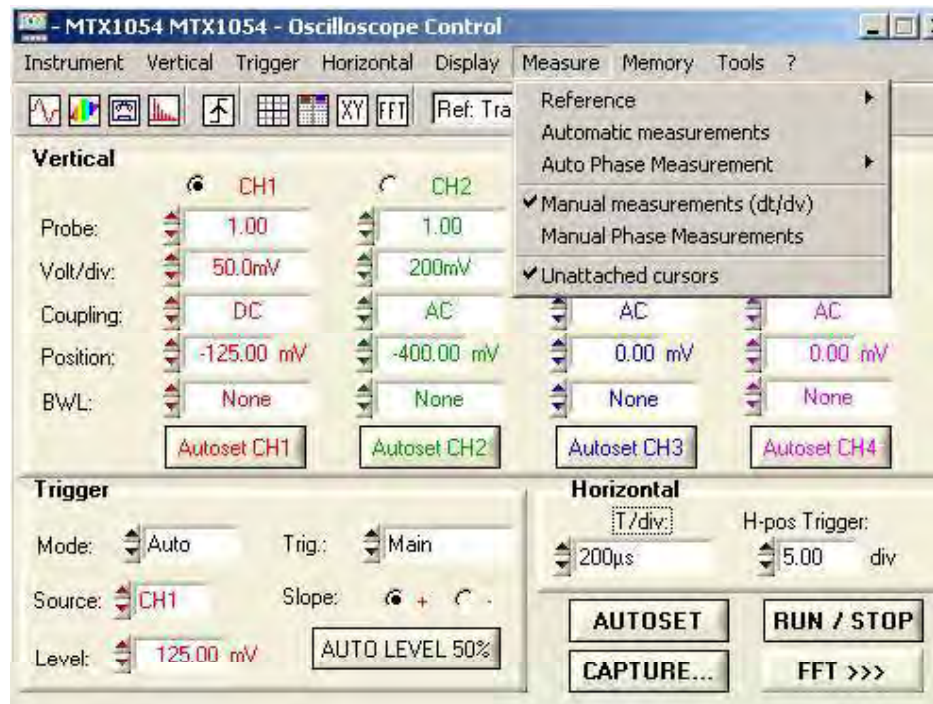 - MTX1054 MTX1054 - Oscilloscope Control
Instrument Vertical Trigger Horizontal Display Measure Memory Tools ?
XY FFT Ref: Tra
Reference
Automatic measurements
Auto Phase Measurement
Manual measurements (dt/dv)
Manual Phase Measurements
Unattached cursors
Vertical
CH1 CH2
Probe: 1.00 1.00
Volt/div: 50.0mV 200mV
Coupling: DC AC AC AC
Position: -125.00 mV -400.00 mV 0.00 mV 0.00 mV
BWL: None None None None
Autoset CH1 Autoset CH2 Autoset CH3 Autoset CH4
Trigger
Mode: Auto Trig.: Main
Source: CH1 Slope: + -
Level: 125.00 mV AUTO LEVEL 50%
Horizontal
T/div: H-pos Trigger:
200µs 5.00 div
AUTOSET RUN / STOP
CAPTURE... FFT >>>